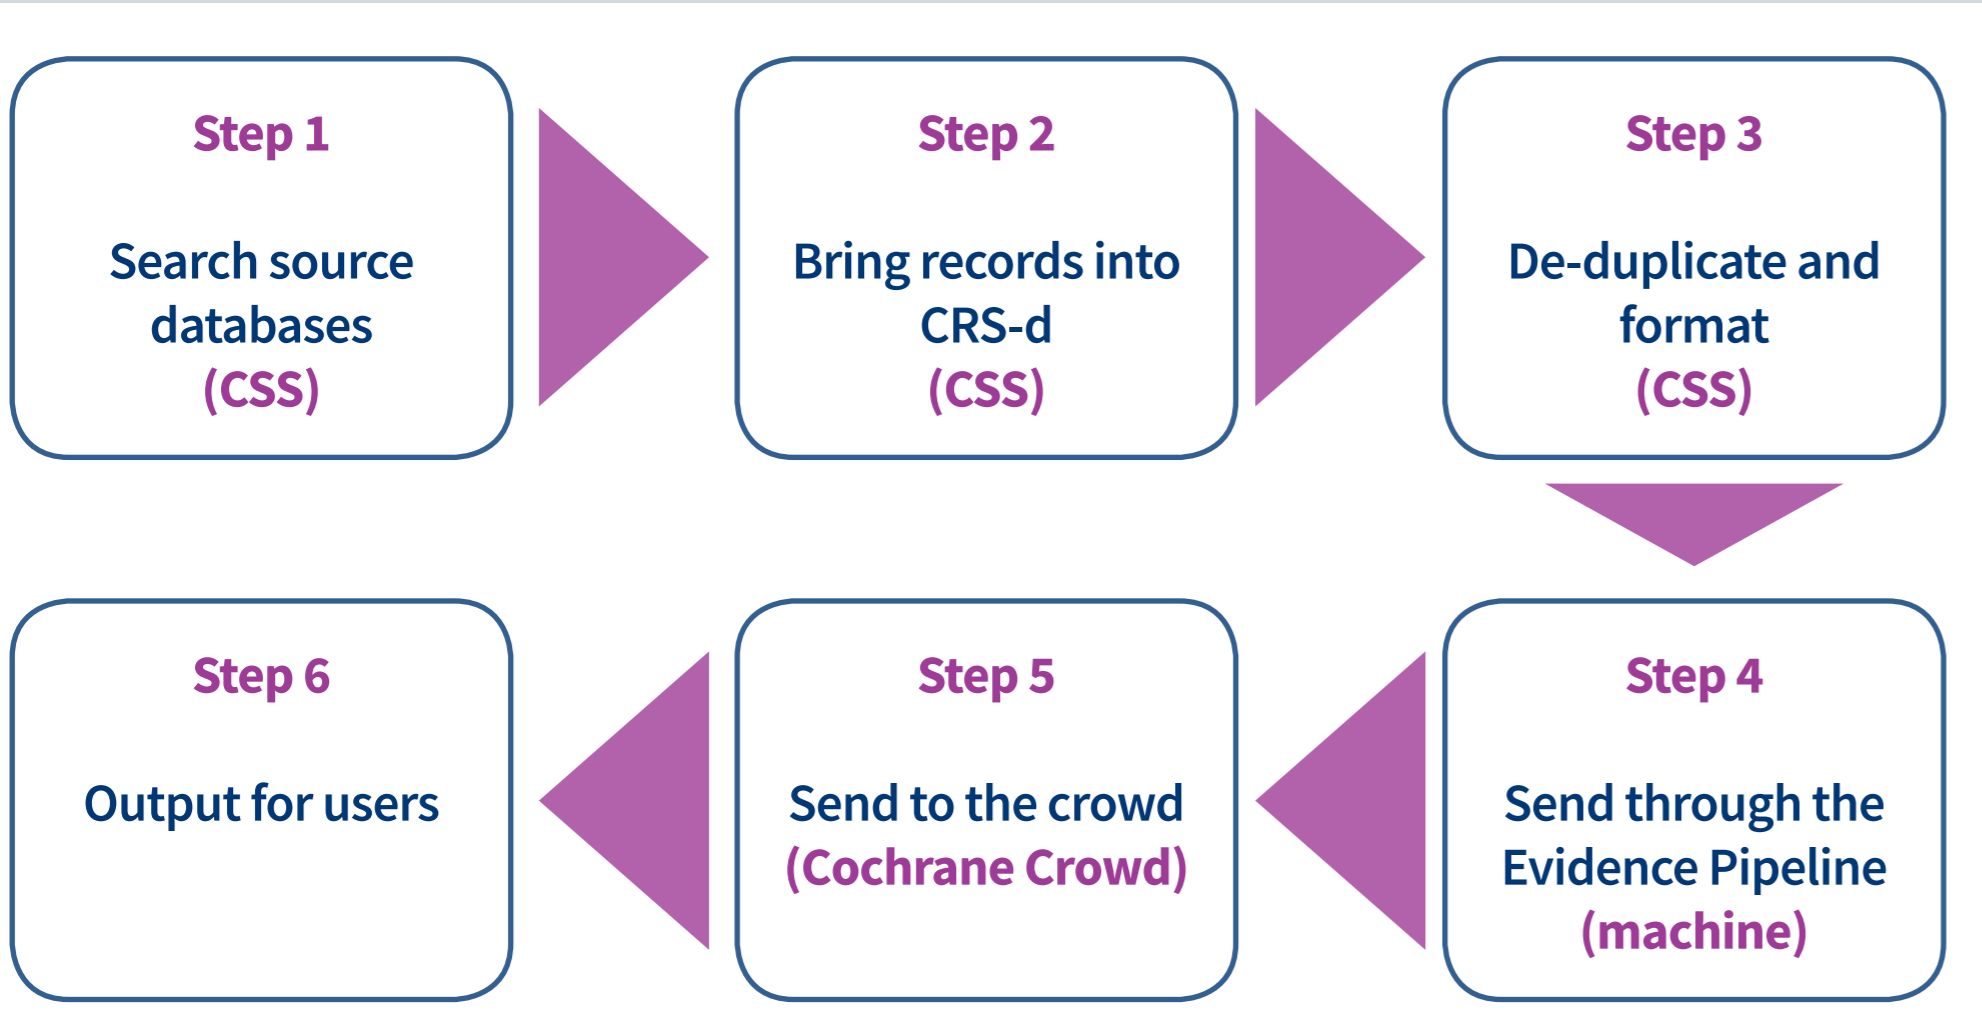 Step 1
Search source
databases
(CSS)
Step 2
Bring records into
CRS-d
(CSS)
Step 3
De-duplicate and
format
(CSS)
Step 4
Send through the
Evidence Pipeline
(machine)
Step 5
Send to the crowd
(Cochrane Crowd)
Step 6
Output for users